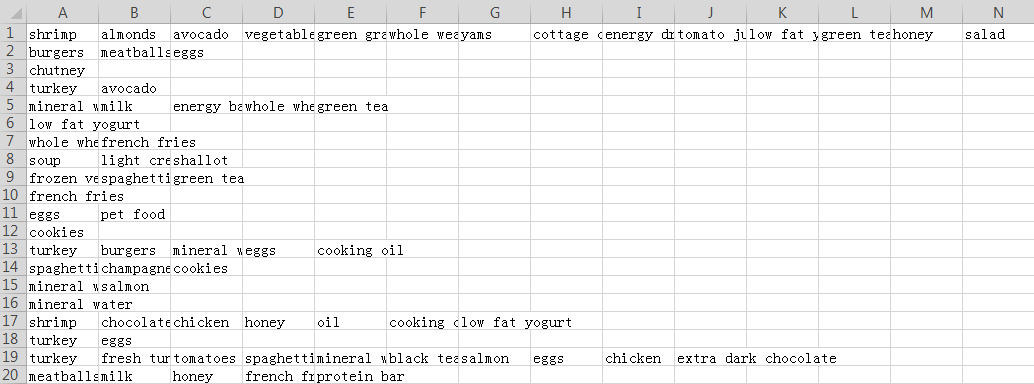 A B C D E F G H I J K L M N
1 shrimp almonds avocado vegetable green gra whole wea yams cottage c energy dr tomato ju low fat y green tea honey salad
2 burgers meatballs eggs
3 chutney
4 turkey avocado
5 mineral w milk energy ba whole whe green tea
6 low fat yogurt
7 whole whe french fries
8 soup light cre shallot
9 frozen ve spaghetti green tea
10 french fries
11 eggs pet food
12 cookies
13 turkey burgers mineral w eggs cooking oil
14 spaghetti champagne cookies
15 mineral w salmon
16 mineral water
17 shrimp chocolate chicken honey oil cooking o low fat yogurt
18 turkey eggs
19 turkey fresh tun tomatoes spaghetti mineral w black tea salmon eggs chicken extra dark chocolate
20 meatballs milk honey french fr protein bar